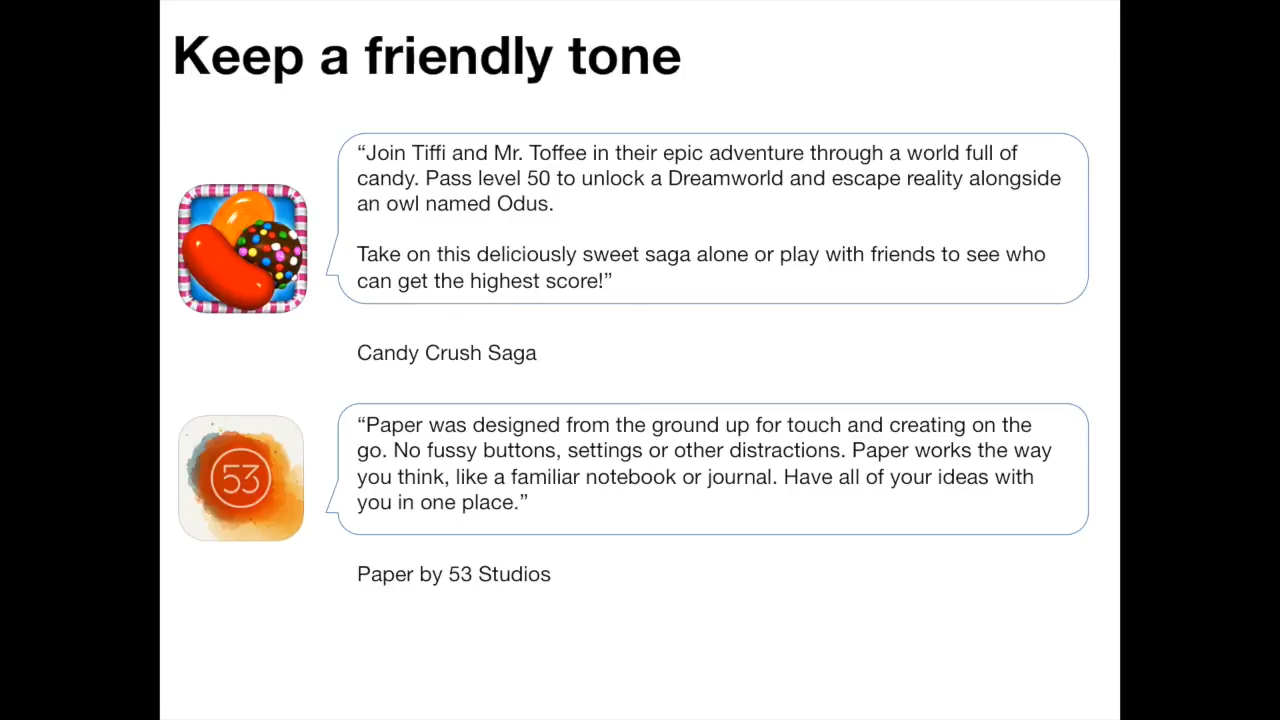 Keep a friendly tone
“Join Tiffi and Mr. Toffee in their epic adventure through a world full of
candy. Pass level 50 to unlock a Dreamworld and escape reality alongside
an owl named Odus.
Take on this deliciously sweet saga alone or play with friends to see who
can get the highest score!”
Candy Crush Saga
“Paper was designed from the ground up for touch and creating on the
go. No fussy buttons, settings or other distractions. Paper works the way
you think, like a familiar notebook or journal. Have all of your ideas with
you in one place.”
53
Paper by 53 Studios